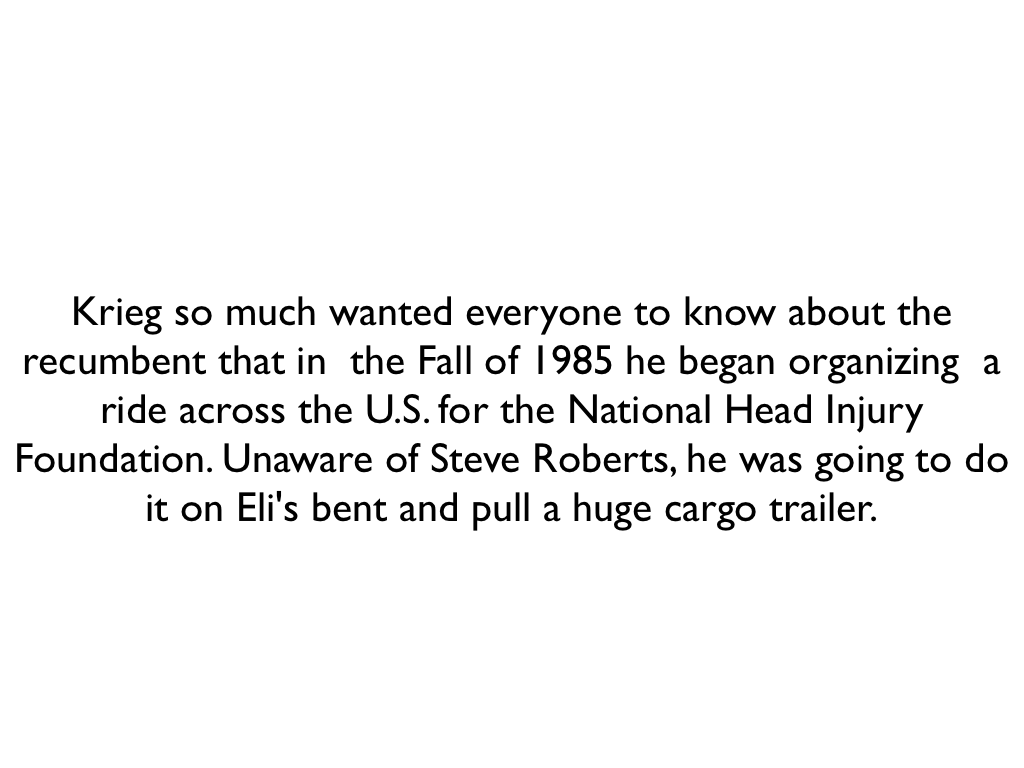 Krieg so much wanted everyone to know about the
recumbent that in  the Fall of 1985 he began organizing  a
ride across the U.S. for the National Head Injury
Foundation. Unaware of Steve Roberts, he was going to do
it on Eli's bent and pull a huge cargo trailer.